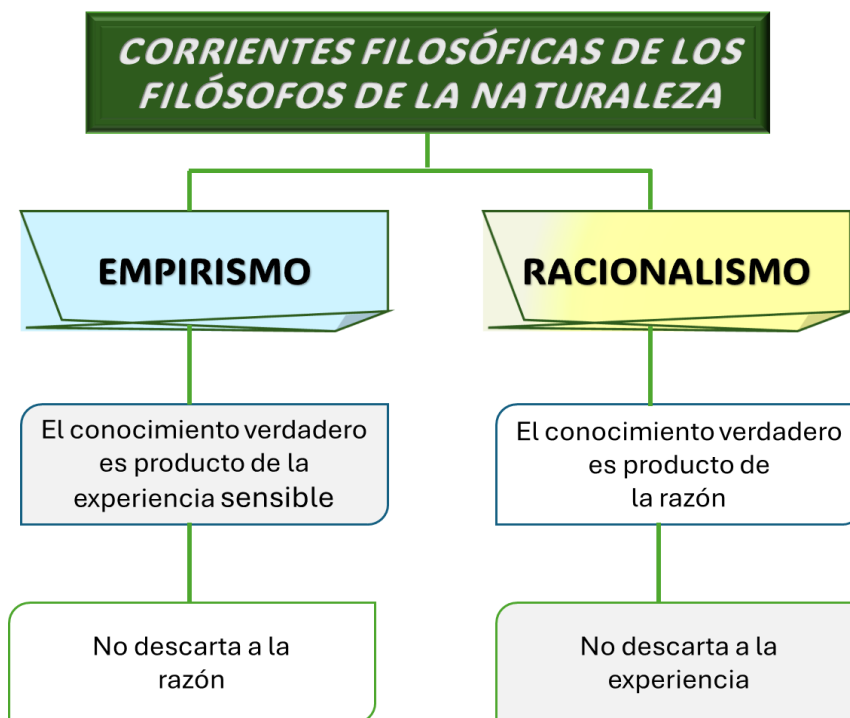 CORRIENTES FILOSÓFICAS DE LOS
FILÓSOFOS DE LA NATURALEZA
EMPIRISMO
RACIONALISMO
El conocimiento verdadero
es producto de la
experiencia sensible
El conocimiento verdadero
es producto de
la razón
No descarta a la
razón
No descarta a la
experiencia